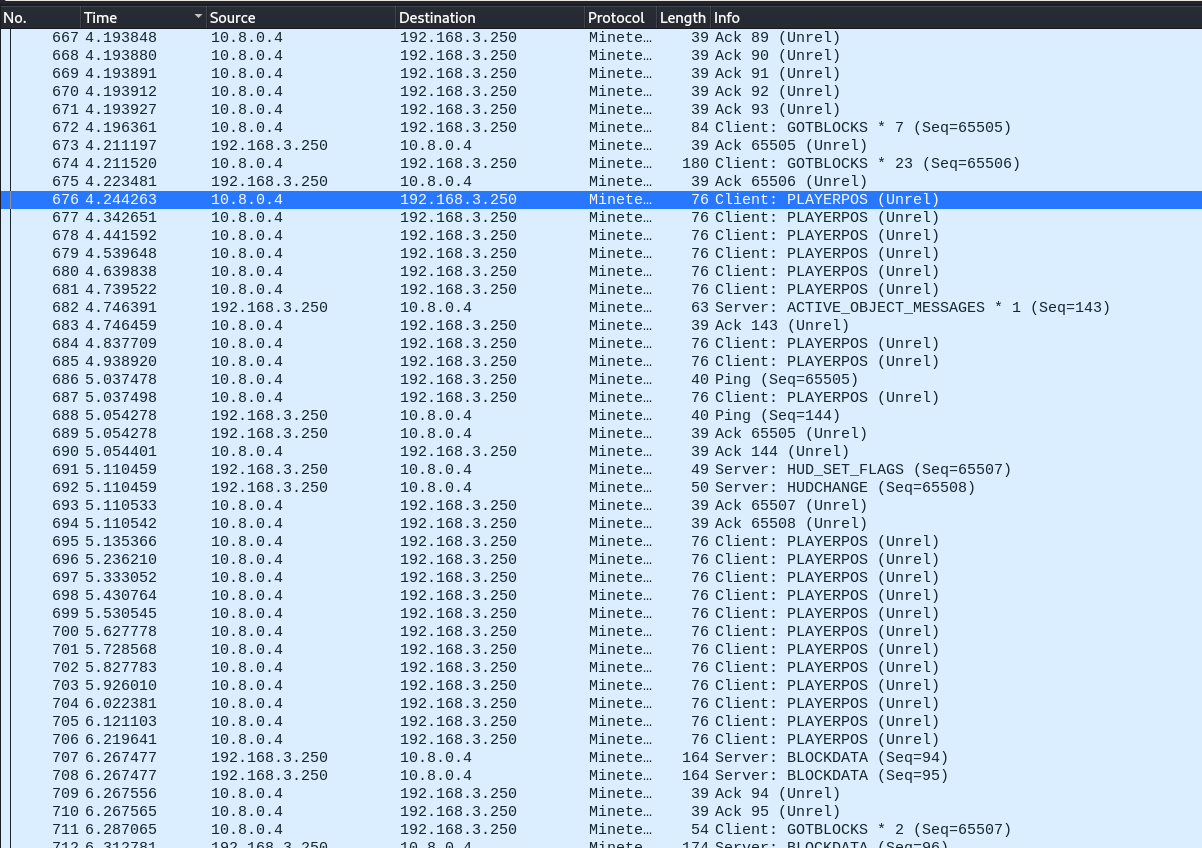 No. Time Source Destination Protocol Length Info
667 4.193848 10.8.0.4 192.168.3.250 Minete… 39 Ack 89 (Unrel)
668 4.193880 10.8.0.4 192.168.3.250 Minete… 39 Ack 90 (Unrel)
669 4.193891 10.8.0.4 192.168.3.250 Minete… 39 Ack 91 (Unrel)
670 4.193912 10.8.0.4 192.168.3.250 Minete… 39 Ack 92 (Unrel)
671 4.193927 10.8.0.4 192.168.3.250 Minete… 39 Ack 93 (Unrel)
672 4.196361 10.8.0.4 192.168.3.250 Minete… 84 Client: GOTBLOCKS * 7 (Seq=65505)
673 4.211197 192.168.3.250 10.8.0.4 Minete… 39 Ack 65505 (Unrel)
674 4.211520 10.8.0.4 192.168.3.250 Minete… 180 Client: GOTBLOCKS * 23 (Seq=65506)
675 4.223481 192.168.3.250 10.8.0.4 Minete… 39 Ack 65506 (Unrel)
676 4.244263 10.8.0.4 192.168.3.250 Minete… 76 Client: PLAYERPOS (Unrel)
677 4.342651 10.8.0.4 192.168.3.250 Minete… 76 Client: PLAYERPOS (Unrel)
678 4.441592 10.8.0.4 192.168.3.250 Minete… 76 Client: PLAYERPOS (Unrel)
679 4.539648 10.8.0.4 192.168.3.250 Minete… 76 Client: PLAYERPOS (Unrel)
680 4.639838 10.8.0.4 192.168.3.250 Minete… 76 Client: PLAYERPOS (Unrel)
681 4.739522 10.8.0.4 192.168.3.250 Minete… 76 Client: PLAYERPOS (Unrel)
682 4.746391 192.168.3.250 10.8.0.4 Minete… 63 Server: ACTIVE_OBJECT_MESSAGES * 1 (Seq=143)
683 4.746459 10.8.0.4 192.168.3.250 Minete… 39 Ack 143 (Unrel)
684 4.837709 10.8.0.4 192.168.3.250 Minete… 76 Client: PLAYERPOS (Unrel)
685 4.938920 10.8.0.4 192.168.3.250 Minete… 76 Client: PLAYERPOS (Unrel)
686 5.037478 10.8.0.4 192.168.3.250 Minete… 40 Ping (Seq=65505)
687 5.037498 10.8.0.4 192.168.3.250 Minete… 76 Client: PLAYERPOS (Unrel)
688 5.054278 192.168.3.250 10.8.0.4 Minete… 40 Ping (Seq=144)
689 5.054278 192.168.3.250 10.8.0.4 Minete… 39 Ack 65505 (Unrel)
690 5.054401 10.8.0.4 192.168.3.250 Minete… 39 Ack 144 (Unrel)
691 5.110459 192.168.3.250 10.8.0.4 Minete… 49 Server: HUD_SET_FLAGS (Seq=65507)
692 5.110459 192.168.3.250 10.8.0.4 Minete… 50 Server: HUDCHANGE (Seq=65508)
693 5.110533 10.8.0.4 192.168.3.250 Minete… 39 Ack 65507 (Unrel)
694 5.110542 10.8.0.4 192.168.3.250 Minete… 39 Ack 65508 (Unrel)
695 5.135366 10.8.0.4 192.168.3.250 Minete… 76 Client: PLAYERPOS (Unrel)
696 5.236210 10.8.0.4 192.168.3.250 Minete… 76 Client: PLAYERPOS (Unrel)
697 5.333052 10.8.0.4 192.168.3.250 Minete… 76 Client: PLAYERPOS (Unrel)
698 5.430764 10.8.0.4 192.168.3.250 Minete… 76 Client: PLAYERPOS (Unrel)
699 5.530545 10.8.0.4 192.168.3.250 Minete… 76 Client: PLAYERPOS (Unrel)
700 5.627778 10.8.0.4 192.168.3.250 Minete… 76 Client: PLAYERPOS (Unrel)
701 5.728568 10.8.0.4 192.168.3.250 Minete… 76 Client: PLAYERPOS (Unrel)
702 5.827783 10.8.0.4 192.168.3.250 Minete… 76 Client: PLAYERPOS (Unrel)
703 5.926010 10.8.0.4 192.168.3.250 Minete… 76 Client: PLAYERPOS (Unrel)
704 6.022381 10.8.0.4 192.168.3.250 Minete… 76 Client: PLAYERPOS (Unrel)
705 6.121103 10.8.0.4 192.168.3.250 Minete… 76 Client: PLAYERPOS (Unrel)
706 6.219641 10.8.0.4 192.168.3.250 Minete… 76 Client: PLAYERPOS (Unrel)
707 6.267477 192.168.3.250 10.8.0.4 Minete… 164 Server: BLOCKDATA (Seq=94)
708 6.267477 192.168.3.250 10.8.0.4 Minete… 164 Server: BLOCKDATA (Seq=95)
709 6.267556 10.8.0.4 192.168.3.250 Minete… 39 Ack 94 (Unrel)
710 6.267565 10.8.0.4 192.168.3.250 Minete… 39 Ack 95 (Unrel)
711 6.287065 10.8.0.4 192.168.3.250 Minete… 54 Client: GOTBLOCKS * 2 (Seq=65507)
712 6.312781 192.168.3.250 10.8.0.4 Minete… 174 Server: BLOCKDATA (Seq=96)